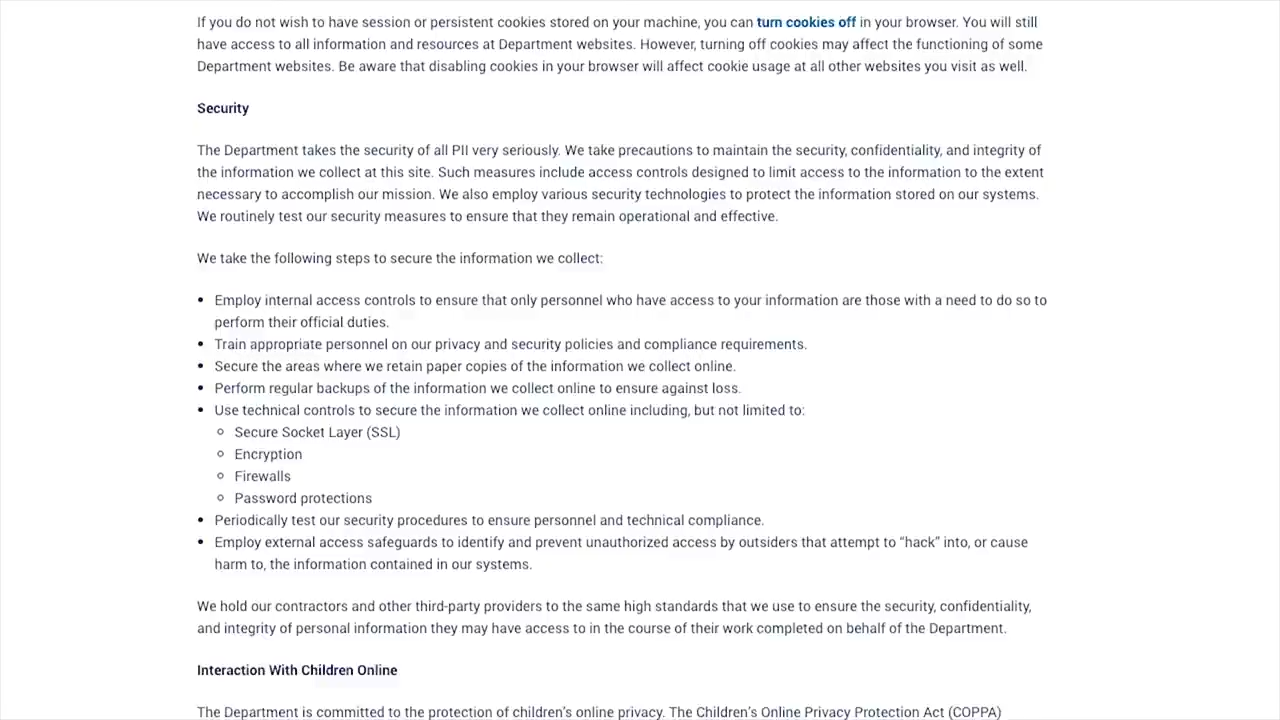 If you do not wish to have session or persistent cookies stored on your machine, you can turn cookies off in your browser. You will still
have access to all information and resources at Department websites. However, turning off cookies may affect the functioning of some
Department websites. Be aware that disabling cookies in your browser will affect cookie usage at all other websites you visit as well.
Security
The Department takes the security of all PII very seriously. We take precautions to maintain the security, confidentiality, and integrity of
the information we collect at this site. Such measures include access controls designed to limit access to the information to the extent
necessary to accomplish our mission. We also employ various security technologies to protect the information stored on our systems.
We routinely test our security measures to ensure that they remain operational and effective.
We take the following steps to secure the information we collect:
• Employ internal access controls to ensure that only personnel who have access to your information are those with a need to do so to
perform their official duties.
• Train appropriate personnel on our privacy and security policies and compliance requirements.
• Secure the areas where we retain paper copies of the information we collect online.
• Perform regular backups of the information we collect online to ensure against loss.
• Use technical controls to secure the information we collect online including, but not limited to:
◦ Secure Socket Layer (SSL)
◦ Encryption
◦ Firewalls
◦ Password protections
• Periodically test our security procedures to ensure personnel and technical compliance.
• Employ external access safeguards to identify and prevent unauthorized access by outsiders that attempt to “hack” into, or cause
harm to, the information contained in our systems.
We hold our contractors and other third-party providers to the same high standards that we use to ensure the security, confidentiality,
and integrity of personal information they may have access to in the course of their work completed on behalf of the Department.
Interaction With Children Online
The Department is committed to the protection of children’s online privacy. The Children’s Online Privacy Protection Act (COPPA)